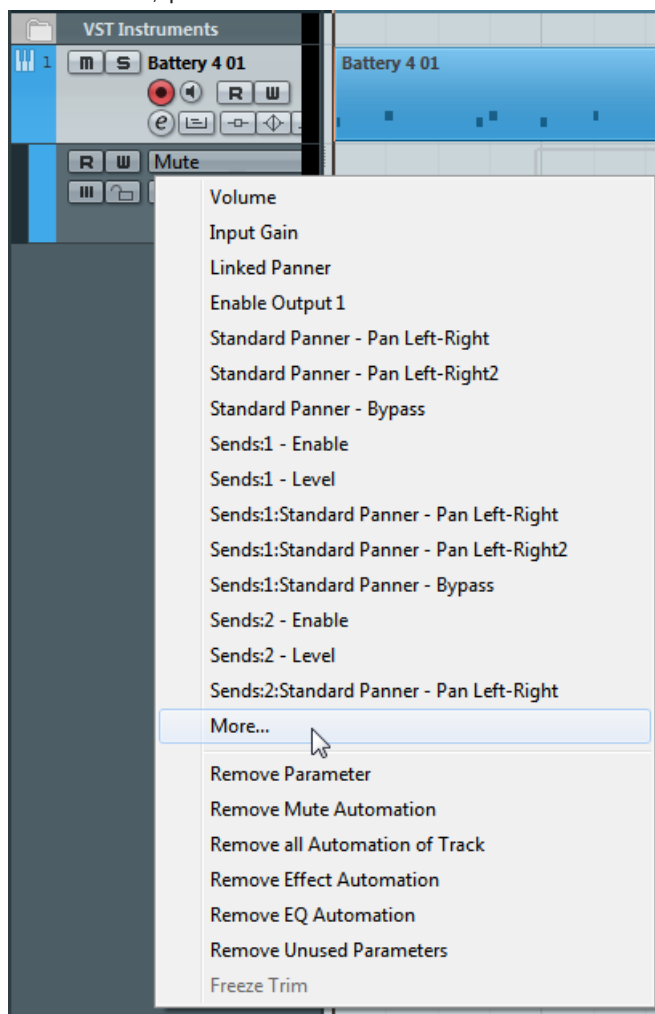 VST Instruments
1 m S Battery 4 01
Battery 4 01
R W
e
R W Mute
Volume
Input Gain
Linked Panner
Enable Output 1
Standard Panner - Pan Left-Right
Standard Panner - Pan Left-Right2
Standard Panner - Bypass
Sends:1 - Enable
Sends:1 - Level
Sends:1:Standard Panner - Pan Left-Right
Sends:1:Standard Panner - Pan Left-Right2
Sends:1:Standard Panner - Bypass
Sends:2 - Enable
Sends:2 - Level
Sends:2:Standard Panner - Pan Left-Right
More...
Remove Parameter
Remove Mute Automation
Remove all Automation of Track
Remove Effect Automation
Remove EQ Automation
Remove Unused Parameters
Freeze Trim